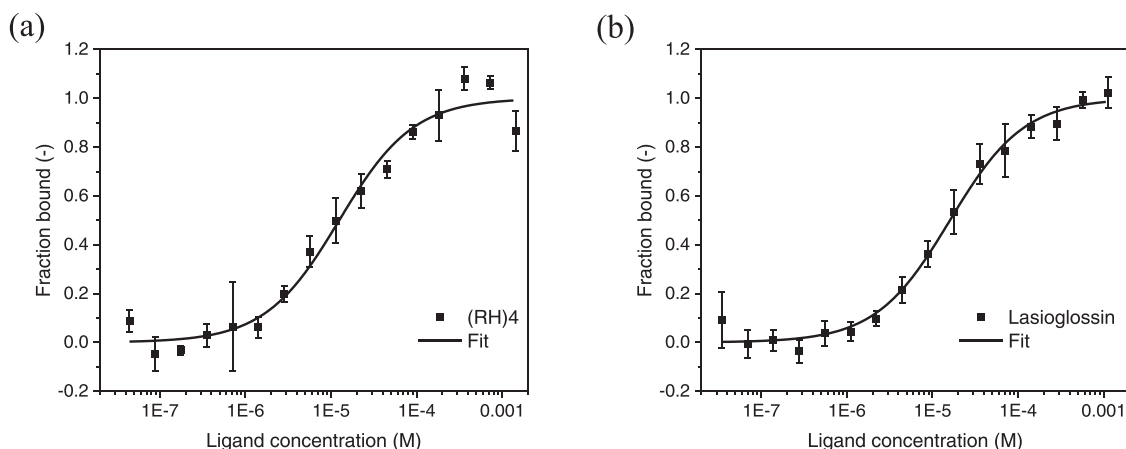 (a)
1.2
1.0
0.8
0.6
0.4
0.2
0.0
-0.2
Fraction bound (-)
(RH)4
Fit
1E-7 1E-6 1E-5 1E-4 0.001
Ligand concentration (M)
(b)
1.2
1.0
0.8
0.6
0.4
0.2
0.0
-0.2
Fraction bound (-)
Lasioglossin
Fit
1E-7 1E-6 1E-5 1E-4 0.001
Ligand concentration (M)